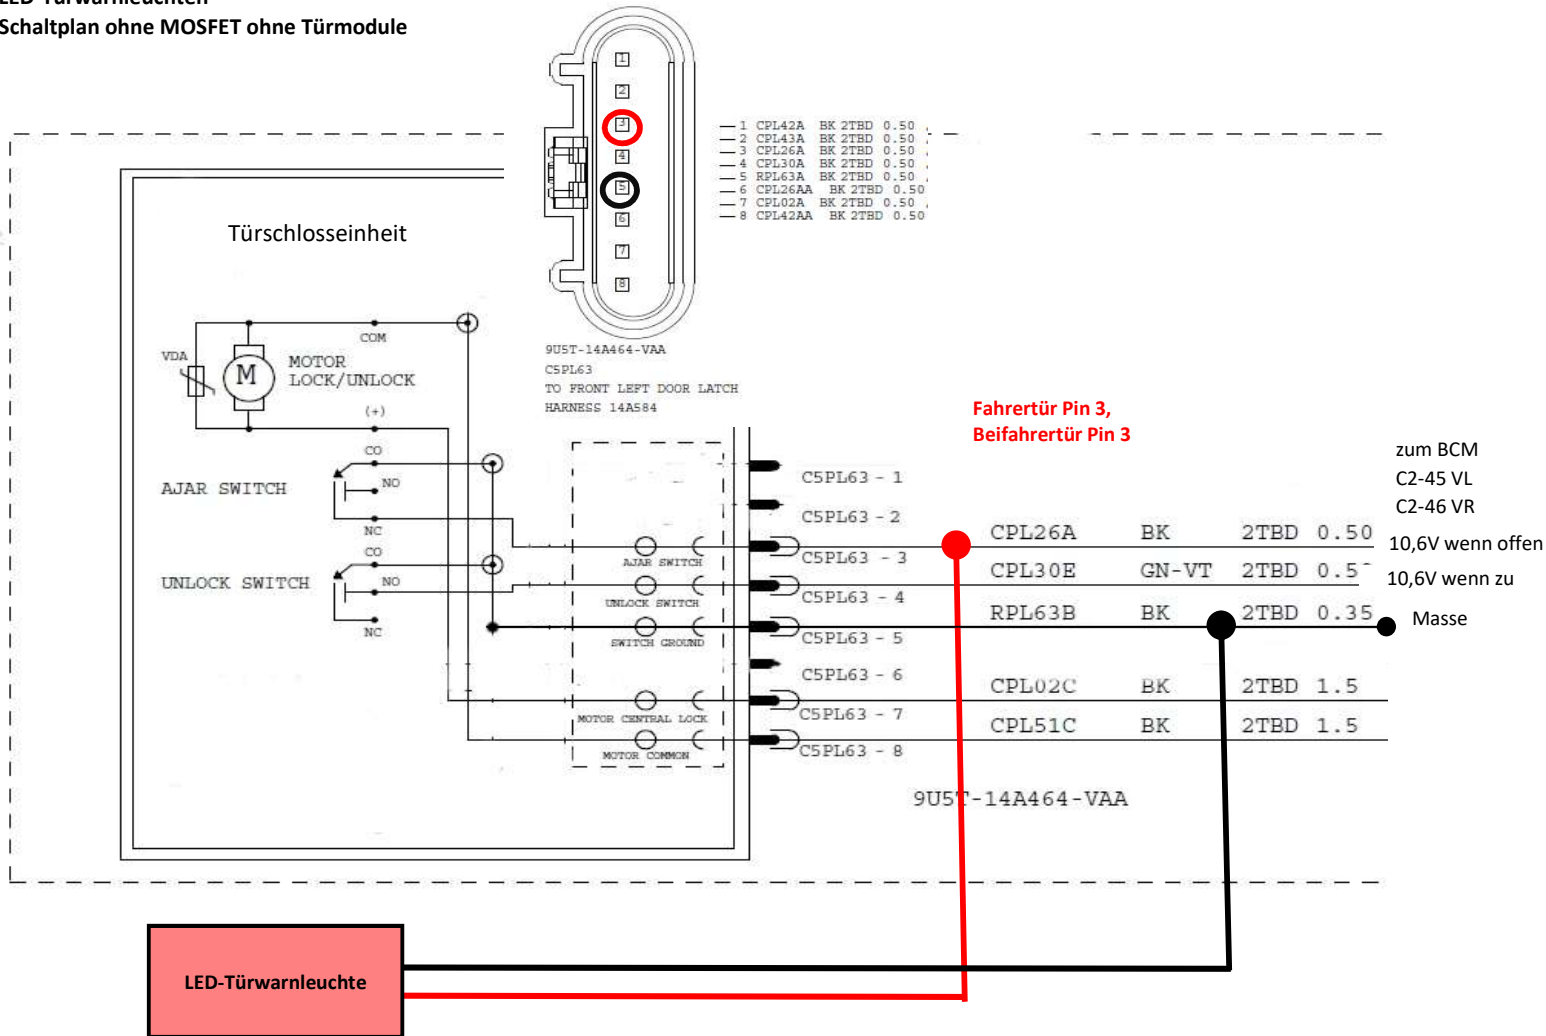 LED-Türwarnleuchten
Schaltplan ohne MOSFET ohne Türmodule
1
2
3
4
5
6
7
8
1 CPL42A BK 2TBD 0.50
2 CPL43A BK 2TBD 0.50
3 CPL26A BK 2TBD 0.50
4 CPL30A BK 2TBD 0.50
5 RPL63A BK 2TBD 0.50
6 CPL26AA BK 2TBD 0.50
7 CPL02A BK 2TBD 0.50
8 CPL42AA BK 2TBD 0.50
Türschlosseinheit
9U5T-14A464-VAA
C5PL63
TO FRONT LEFT DOOR LATCH
HARNESS 14A584
VDA
M
MOTOR
LOCK/UNLOCK
COM
(+)
AJAR SWITCH
CO
NO
NC
UNLOCK SWITCH
CO
NO
NC
AJAR SWITCH
UNLOCK SWITCH
SWITCH GROUND
MOTOR CENTRAL LOCK
MOTOR COMMON
C5PL63 - 1
C5PL63 - 2
C5PL63 - 3
C5PL63 - 4
C5PL63 - 5
C5PL63 - 6
C5PL63 - 7
C5PL63 - 8
Fahrertür Pin 3,
Beifahrertür Pin 3
zum BCM
C2-45 VL
C2-46 VR
CPL26A BK 2TBD 0.50
10,6V wenn offen
CPL30E GN-VT 2TBD 0.5
10,6V wenn zu
RPL63B BK 2TBD 0.35
Masse
CPL02C BK 2TBD 1.5
CPL51C BK 2TBD 1.5
9U5T-14A464-VAA
LED-Türwarnleuchte